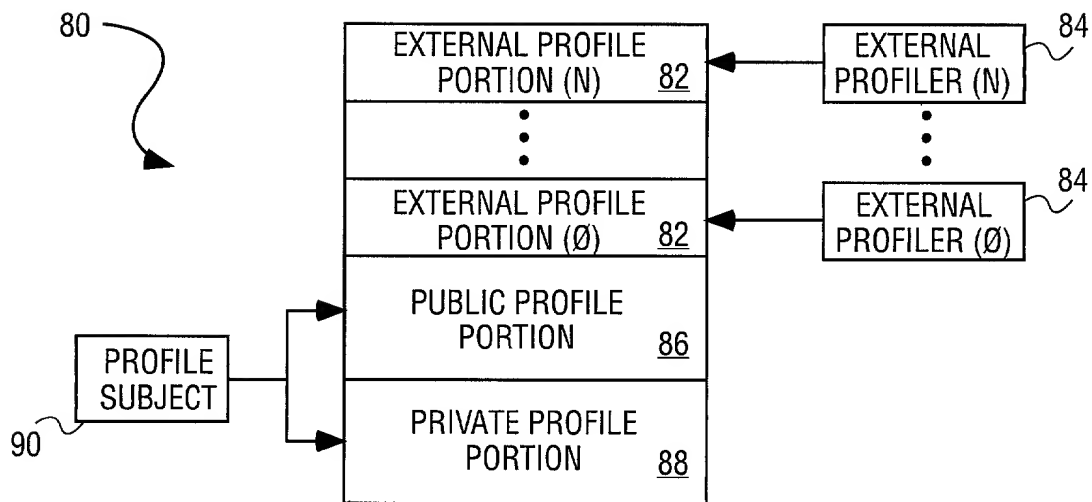 80
EXTERNAL PROFILE
PORTION (N)
82
EXTERNAL
PROFILER (N)
84
EXTERNAL PROFILE
PORTION (Ø)
82
EXTERNAL
PROFILER (Ø)
84
PUBLIC PROFILE
PORTION
86
PROFILE
SUBJECT
90
PRIVATE PROFILE
PORTION
88